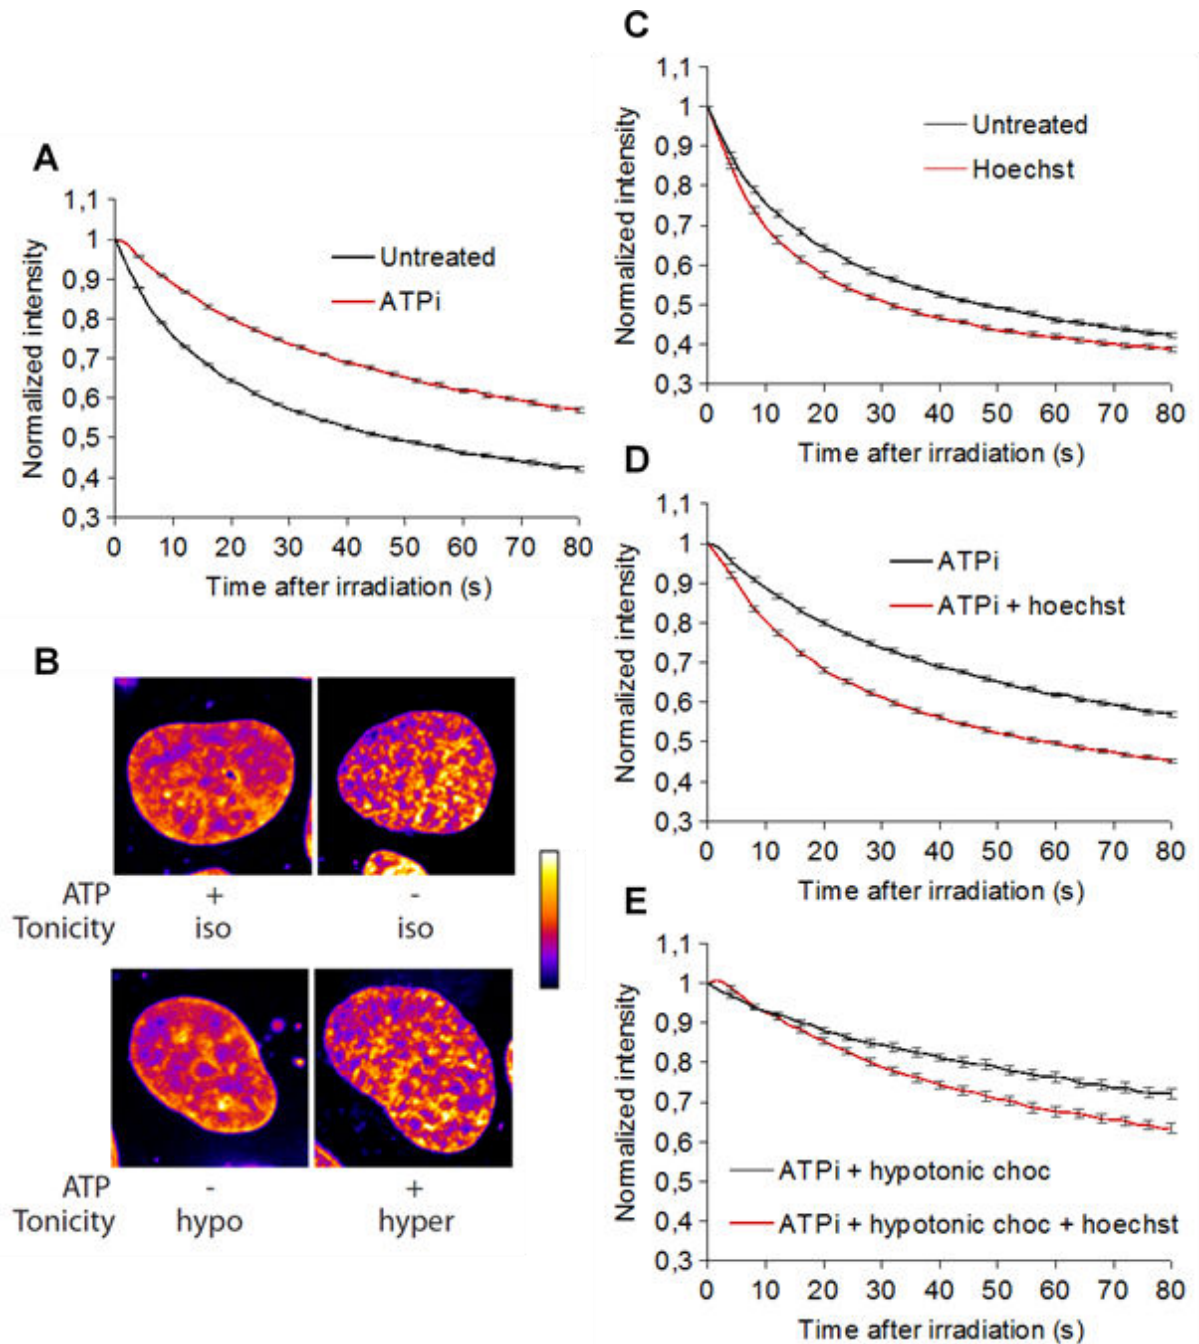 A
1,1
1
0,9
0,8
0,7
0,6
0,5
0,4
0,3
Normalized intensity
Untreated
ATPi
0 10 20 30 40 50 60 70 80
Time after irradiation (s)
B
ATP + -
Tonicity iso iso
ATP - +
Tonicity hypo hyper
C
1,1
1
0,9
0,8
0,7
0,6
0,5
0,4
0,3
Normalized intensity
Untreated
Hoechst
0 10 20 30 40 50 60 70 80
Time after irradiation (s)
D
1,1
1
0,9
0,8
0,7
0,6
0,5
0,4
0,3
Normalized intensity
ATPi
ATPi + hoechst
0 10 20 30 40 50 60 70 80
Time after irradiation (s)
E
1,1
1
0,9
0,8
0,7
0,6
0,5
0,4
0,3
Normalized intensity
ATPi + hypotonic choc
ATPi + hypotonic choc + hoechst
0 10 20 30 40 50 60 70 80
Time after irradiation (s)